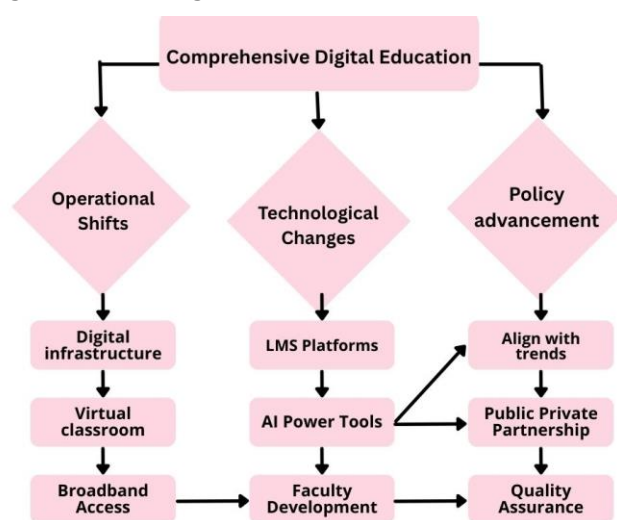 Comprehensive Digital Education
Operational
Shifts
Technological
Changes
Policy
advancement
Digital
infrastructure
LMS Platforms
Align with
trends
Virtual
classroom
AI Power Tools
Public Private
Partnership
Broadband
Access
Faculty
Development
Quality
Assurance